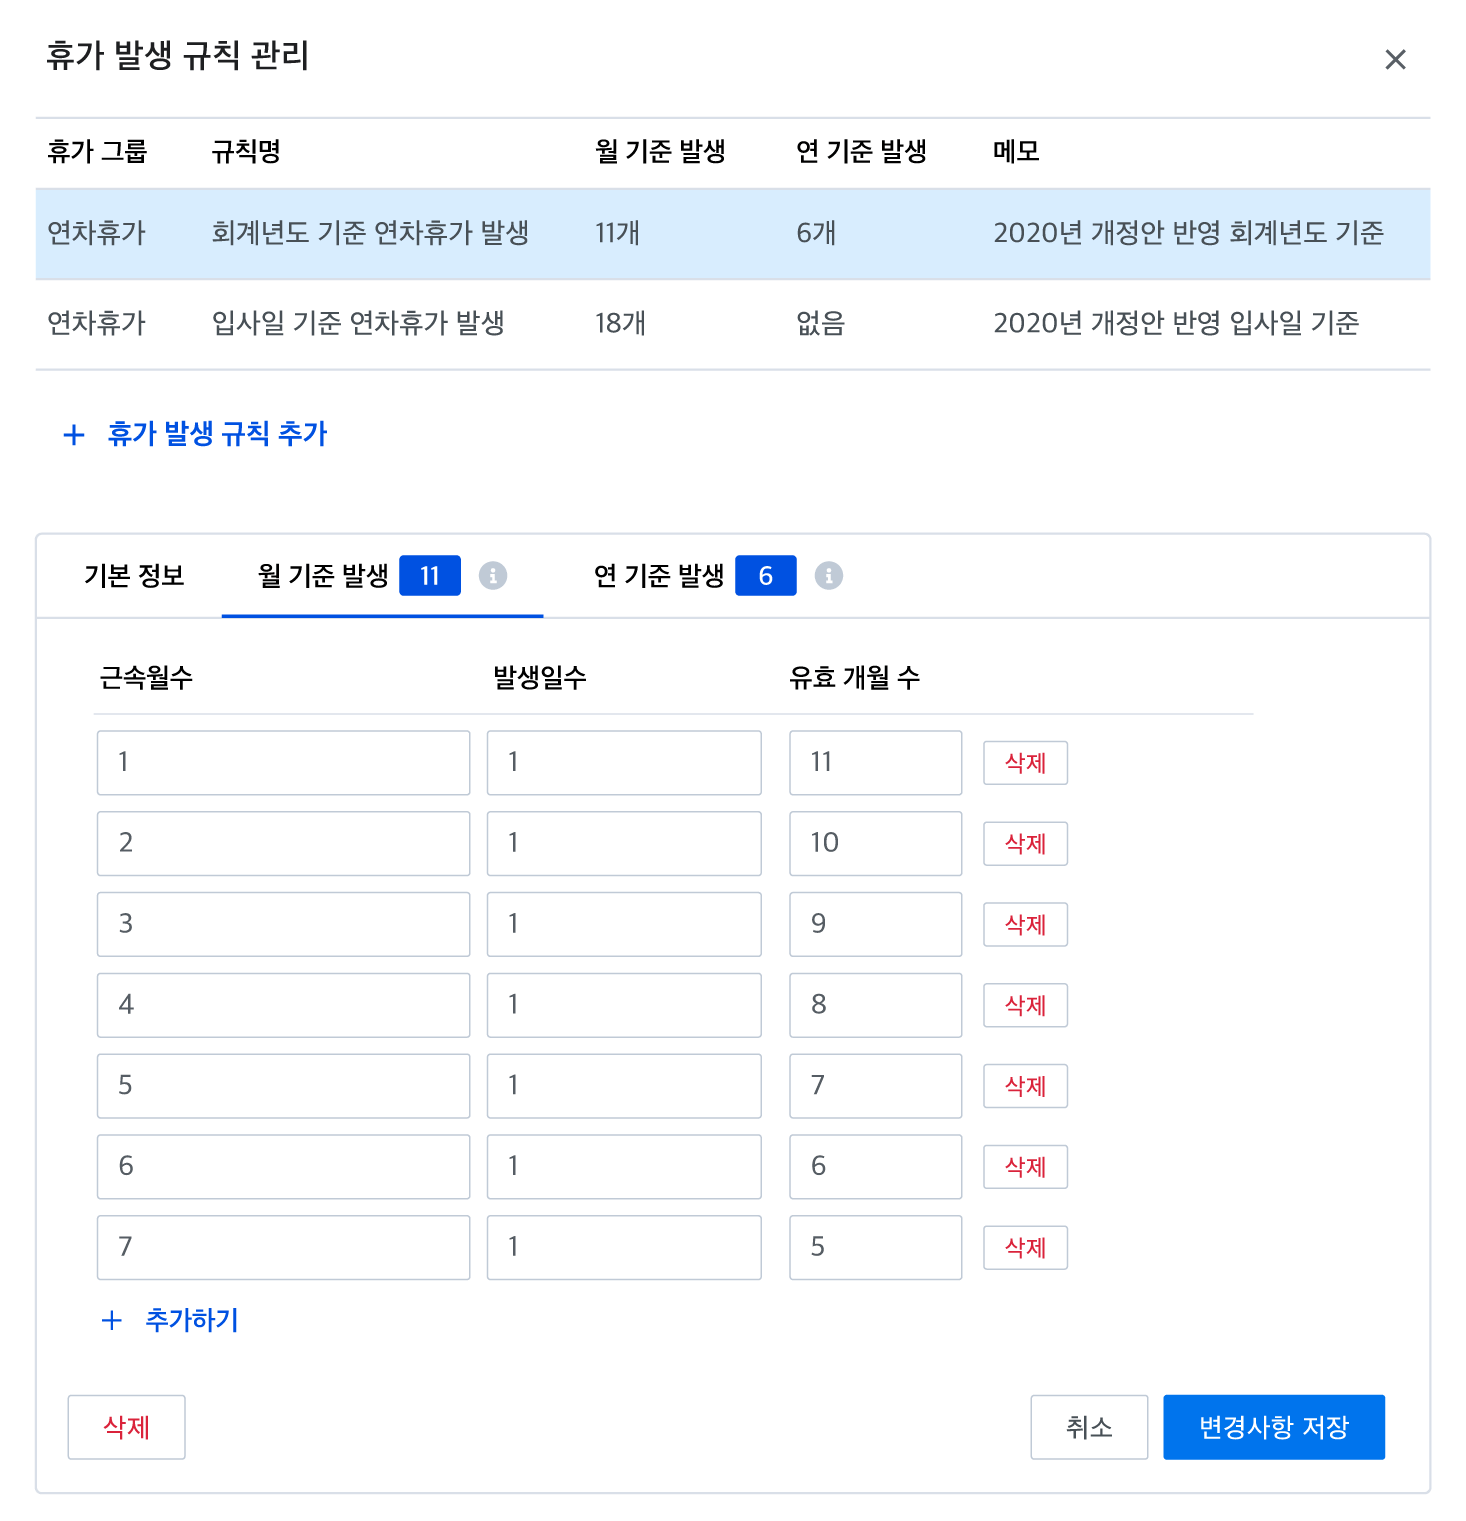 휴가 발생 규칙 관리
휴가 그룹 규칙명 월 기준 발생 연 기준 발생 메모
연차휴가 회계년도 기준 연차휴가 발생 11개 6개 2020년 개정안 반영 회계년도 기준
연차휴가 입사일 기준 연차휴가 발생 18개 없음 2020년 개정안 반영 입사일 기준
+ 휴가 발생 규칙 추가
기본 정보 월 기준 발생 11 연 기준 발생 6
근속월수 발생일수 유효 개월 수
1 1 11 삭제
2 1 10 삭제
3 1 9 삭제
4 1 8 삭제
5 1 7 삭제
6 1 6 삭제
7 1 5 삭제
+ 추가하기
삭제 취소 변경사항 저장